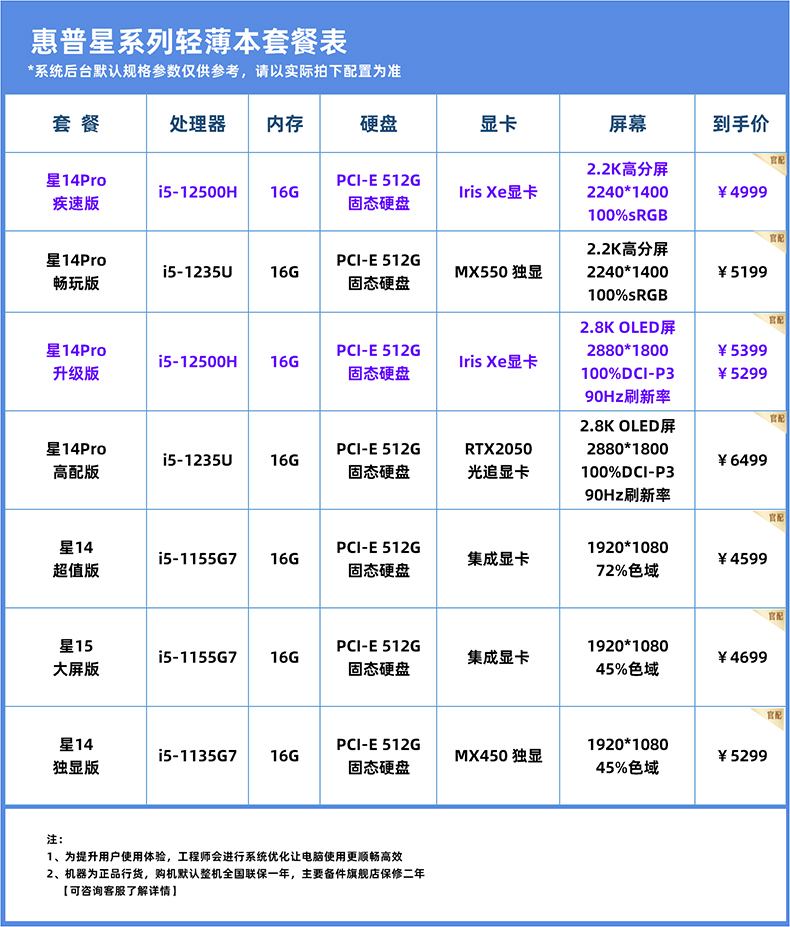 惠普星系列轻薄本套餐表
*系统后台默认规格参数仅供参考，请以实际拍下配置为准
套 餐 处理器 内存 硬盘 显卡 屏幕 到手价
官配
星14Pro
疾速版
i5-12500H
16G
PCI-E 512G
固态硬盘
Iris Xe显卡
2.2K高分屏
2240*1400
100%sRGB
￥4999
官配
星14Pro
畅玩版
i5-1235U
16G
PCI-E 512G
固态硬盘
MX550 独显
2.2K高分屏
2240*1400
100%sRGB
￥5199
官配
星14Pro
升级版
i5-12500H
16G
PCI-E 512G
固态硬盘
Iris Xe显卡
2.8K OLED屏
2880*1800
100%DCI-P3
90Hz刷新率
￥5399
￥5299
官配
星14Pro
高配版
i5-1235U
16G
PCI-E 512G
固态硬盘
RTX2050
光追显卡
2.8K OLED屏
2880*1800
100%DCI-P3
90Hz刷新率
￥6499
官配
星14
超值版
i5-1155G7
16G
PCI-E 512G
固态硬盘
集成显卡
1920*1080
72%色域
￥4599
官配
星15
大屏版
i5-1155G7
16G
PCI-E 512G
固态硬盘
集成显卡
1920*1080
45%色域
￥4699
官配
星14
独显版
i5-1135G7
16G
PCI-E 512G
固态硬盘
MX450 独显
1920*1080
45%色域
￥5299
注：
1、为提升用户使用体验，工程师会进行系统优化让电脑使用更顺畅高效
2、机器为正品行货，购机默认整机全国联保一年，主要备件旗舰店保修二年
【可咨询客服了解详情】